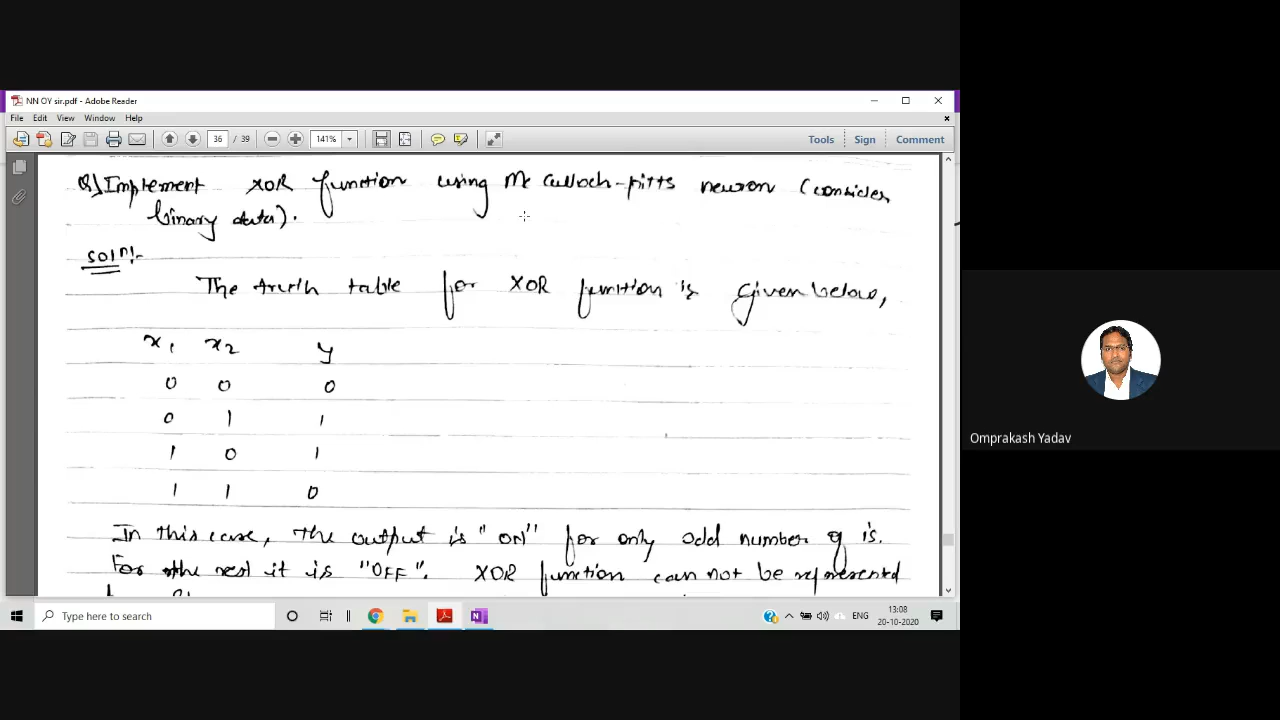 NN OY sir.pdf - Adobe Reader
File Edit View Window Help
36 / 39 141% Tools Sign Comment
Q) Implement XOR function using Mc culloch-pitts neuron (consider
binary data).
Soln:-
The truth table for XOR function is given below,
x1 x2 y
0 0 0
0 1 1
1 0 1
1 1 0
In this case, the output is "ON" for only odd number of 1s.
For the rest it is "OFF". XOR function can not be represented
Omprakash Yadav
Type here to search
ENG
13:08
20-10-2020